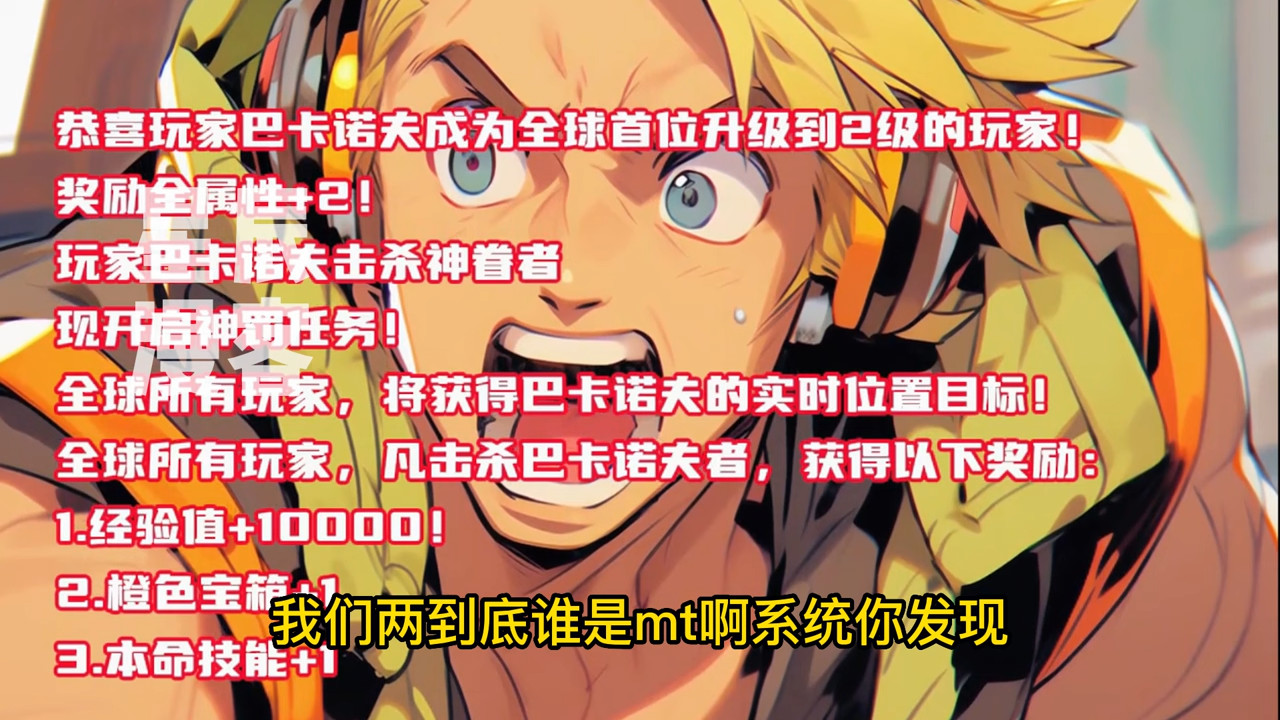 恭喜玩家巴卡诺夫成为全球首位升级到2级的玩家！
奖励全属性+2！
玩家巴卡诺夫击杀神眷者
现开启神罚任务！
全球所有玩家，将获得巴卡诺夫的实时位置目标！
全球所有玩家，凡击杀巴卡诺夫者，获得以下奖励：
1.经验值+10000！
2.橙色宝箱+1
3.本命技能+1
我们两到底谁是mt啊系统你发现